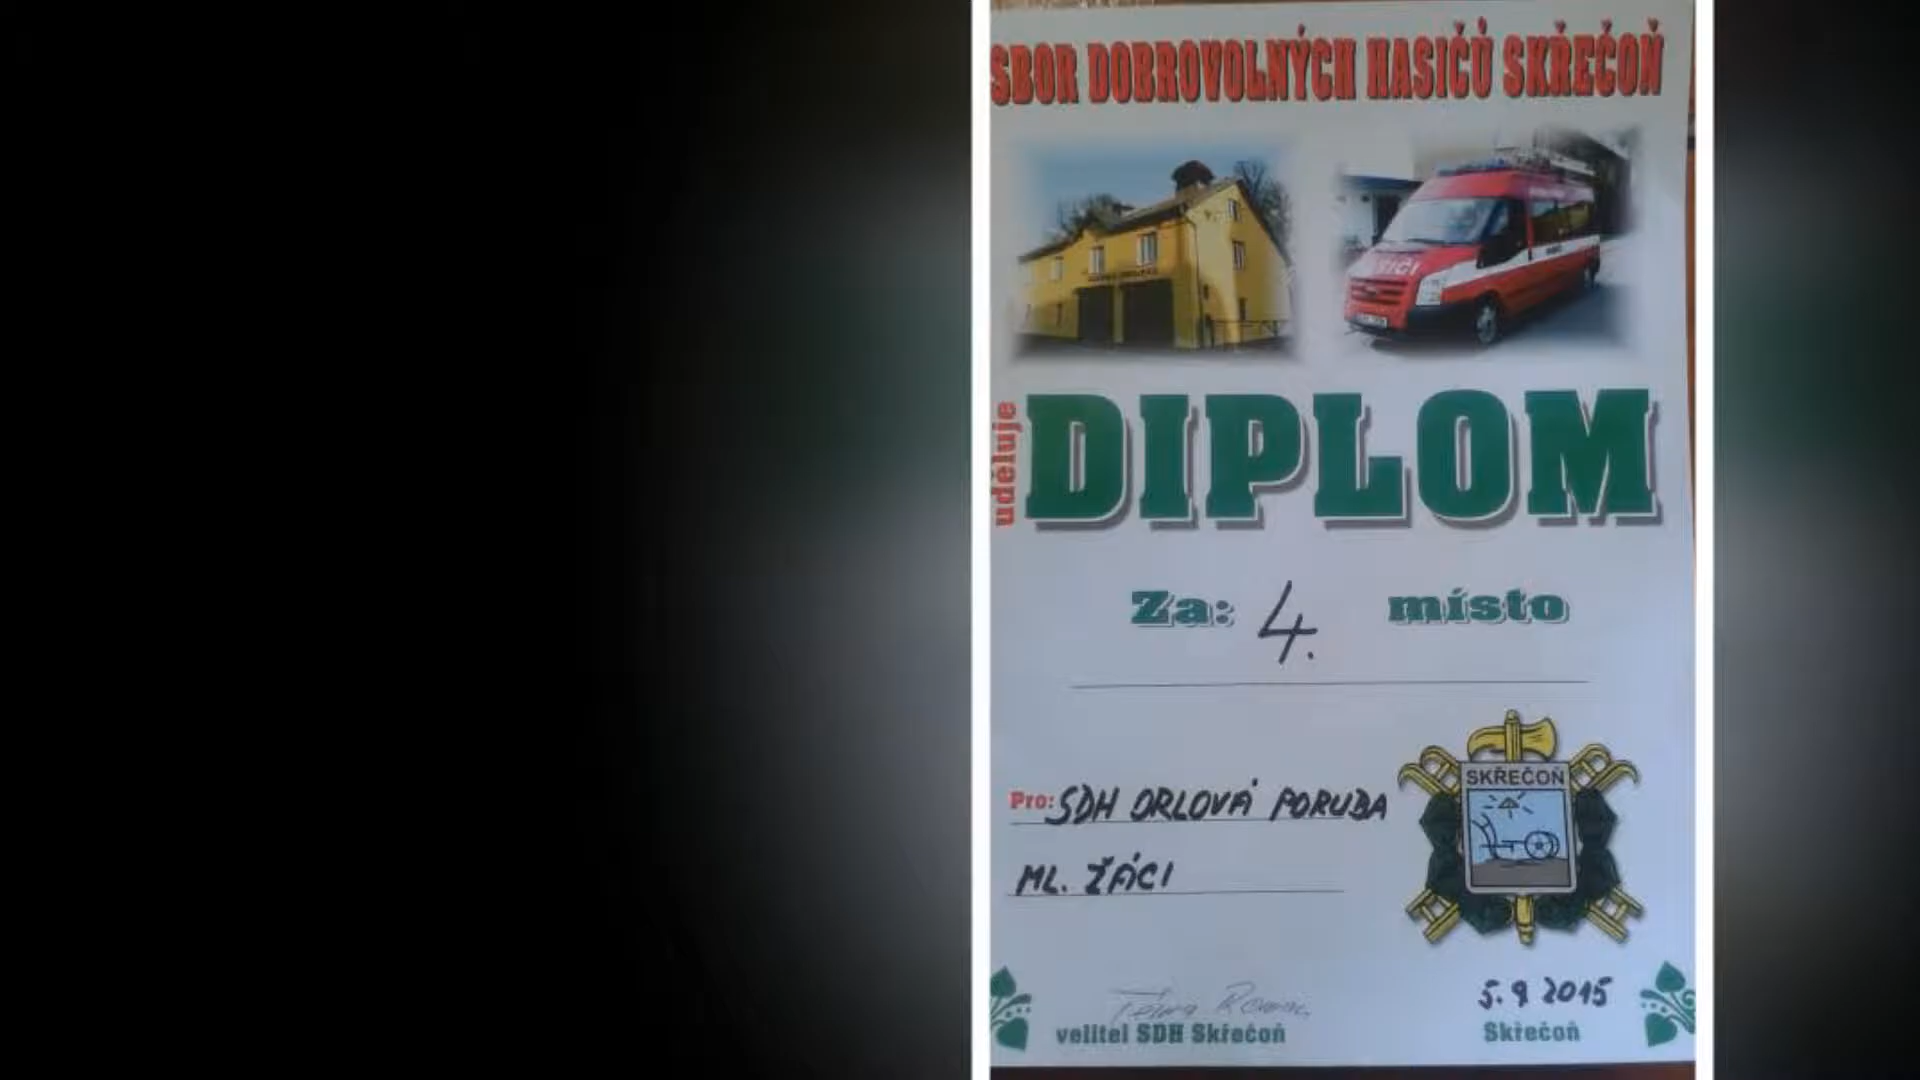 SBOR DOBROVOLNÝCH HASIČŮ SKŘEČOŇ
HASIČI
uděluje
DIPLOM
Za: 4. místo
Pro: SDH ORLOVÁ PORUBA
ML. ŽÁCI
SKŘEČOŇ
5.9 2015
velitel SDH Skřečoň
Skřečoň